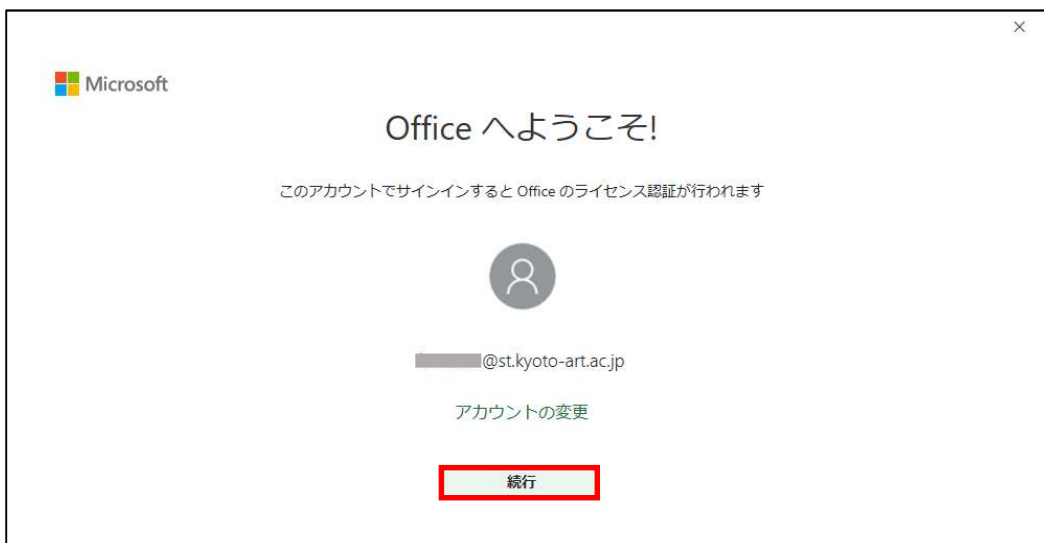 Microsoft
Office へようこそ!
このアカウントでサインインすると Office のライセンス認証が行われます
@st.kyoto-art.ac.jp
アカウントの変更
続行